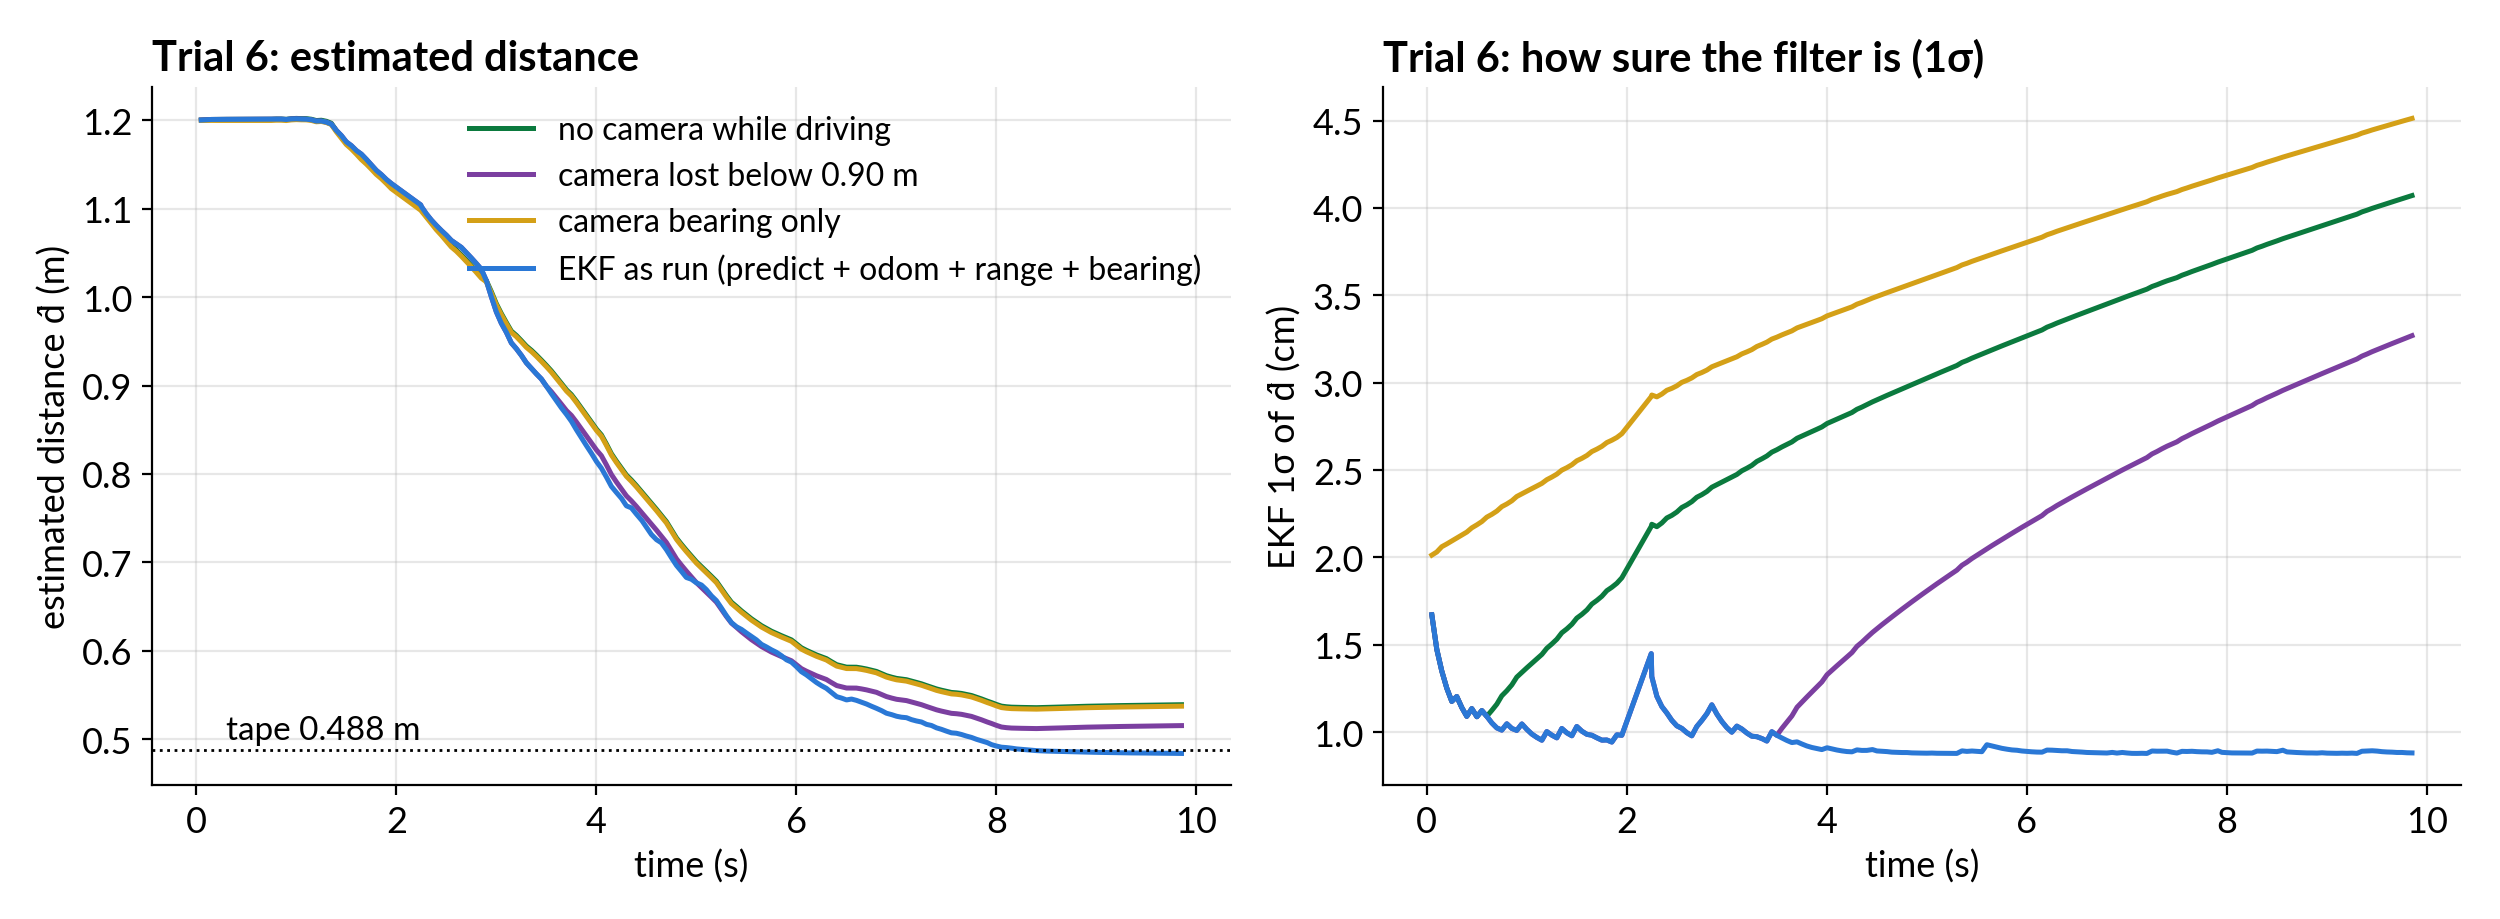 Trial 6: estimated distance
1.2
1.1
1.0
0.9
0.8
0.7
0.6
0.5
estimated distance d̂ (m)
no camera while driving
camera lost below 0.90 m
camera bearing only
EKF as run (predict + odom + range + bearing)
tape 0.488 m
0 2 4 6 8 10
time (s)
Trial 6: how sure the filter is (1σ)
4.5
4.0
3.5
3.0
2.5
2.0
1.5
1.0
EKF 1σ of d̂ (cm)
0 2 4 6 8 10
time (s)